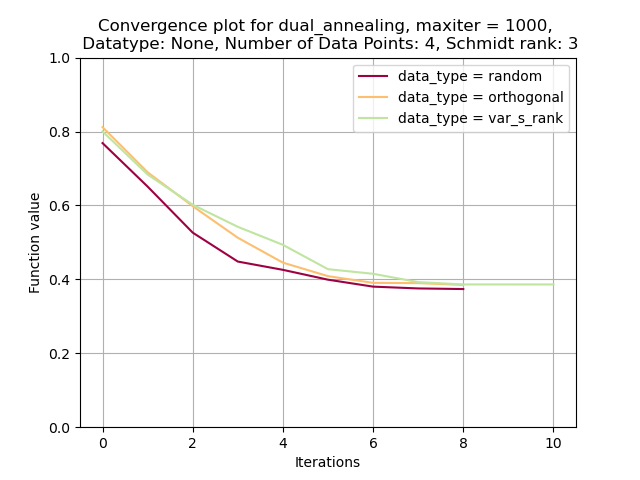 Convergence plot for dual_annealing, maxiter = 1000,
Datatype: None, Number of Data Points: 4, Schmidt rank: 3
1.0
0.8
0.6
0.4
0.2
0.0
Function value
data_type = random
data_type = orthogonal
data_type = var_s_rank
0 2 4 6 8 10
Iterations